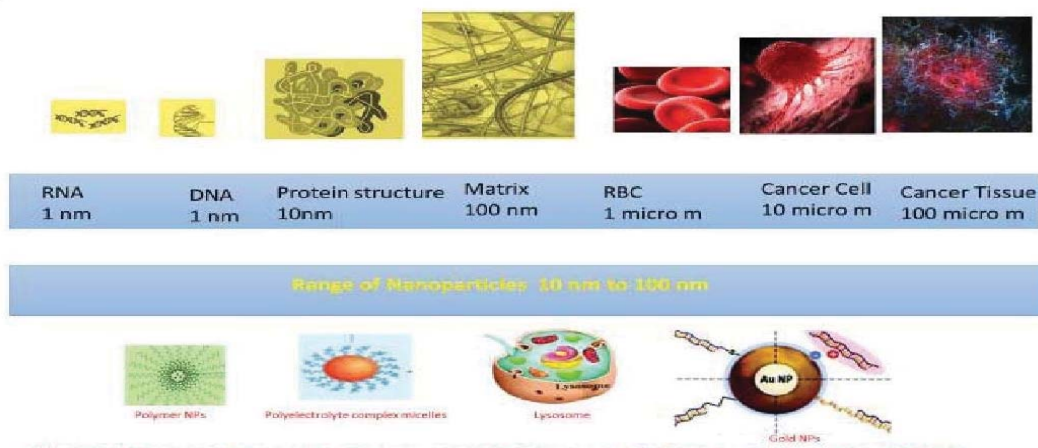 RNA
1 nm
DNA
1 nm
Protein structure
10nm
Matrix
100 nm
RBC
1 micro m
Cancer Cell
10 micro m
Cancer Tissue
100 micro m
Range of Nanoparticles 10 nm to 100 nm
Lysosome
Au NP
Polymer NPs
Polyelectrolyte complex micelles
Lysosome
Gold NPs